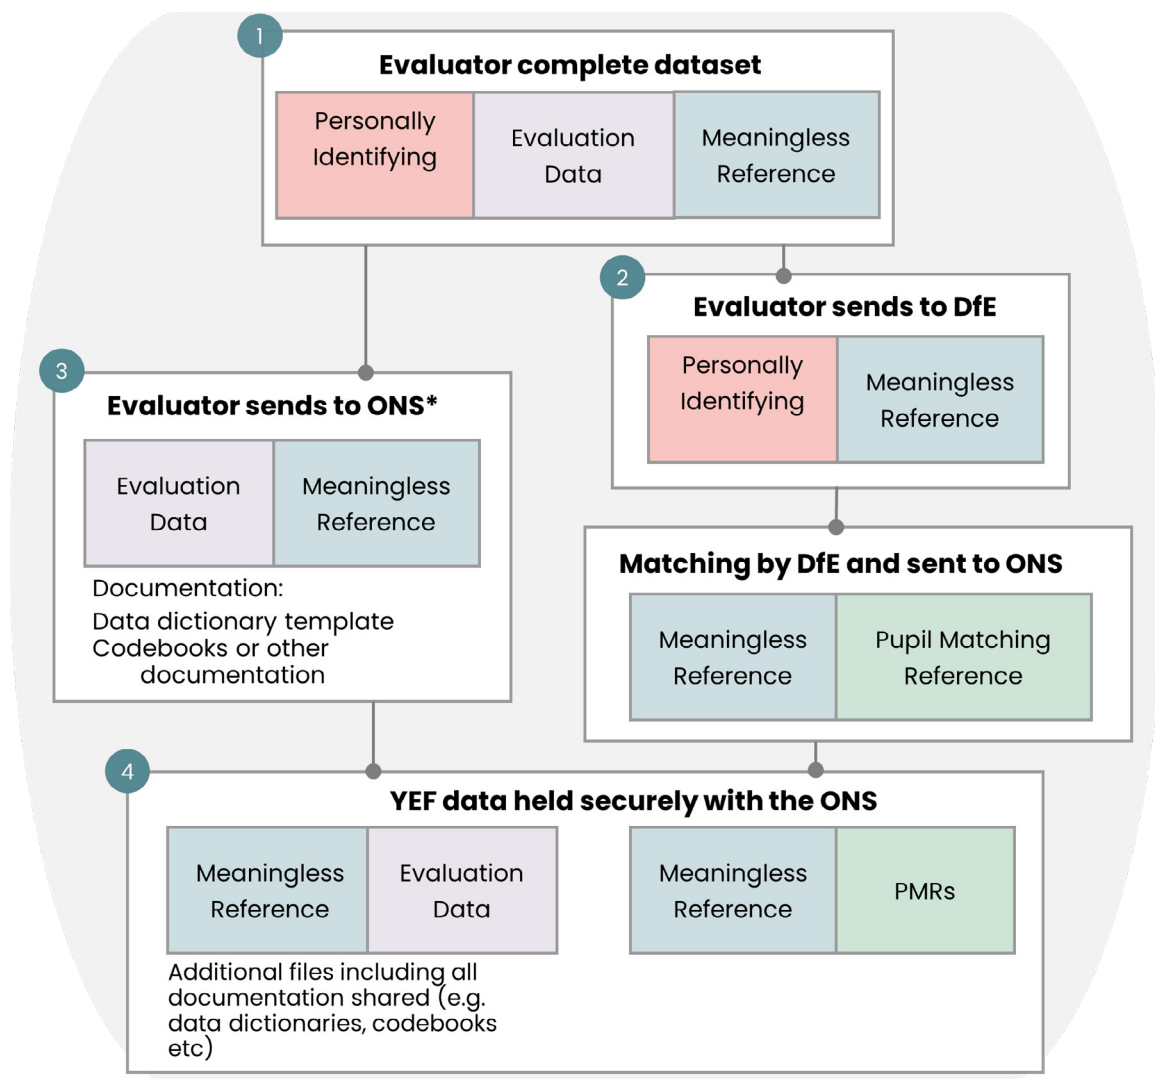 1
Evaluator complete dataset
Personally
Identifying
Evaluation
Data
Meaningless
Reference
2
Evaluator sends to DfE
Personally
Identifying
Meaningless
Reference
3
Evaluator sends to ONS*
Evaluation
Data
Meaningless
Reference
Documentation:
Data dictionary template
Codebooks or other
documentation
Matching by DfE and sent to ONS
Meaningless
Reference
Pupil Matching
Reference
4
YEF data held securely with the ONS
Meaningless
Reference
Evaluation
Data
Meaningless
Reference
PMRs
Additional files including all
documentation shared (e.g.
data dictionaries, codebooks
etc)